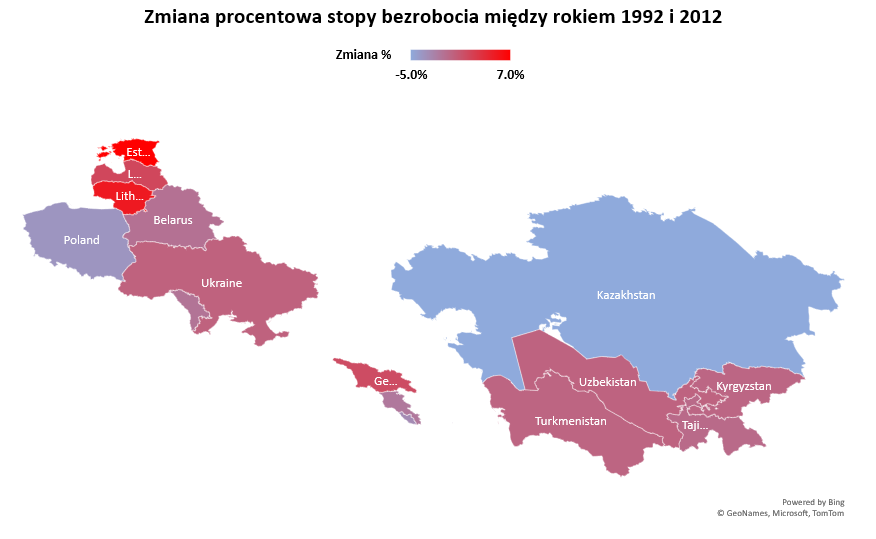 Zmiana procentowa stopy bezrobocia między rokiem 1992 i 2012
Zmiana %
-5.0% 7.0%
Est...
L...
Lith...
Belarus
Poland
Ukraine
Kazakhstan
Ge...
Uzbekistan
Kyrgyzstan
Turkmenistan
Taji...
Powered by Bing
© GeoNames, Microsoft, TomTom